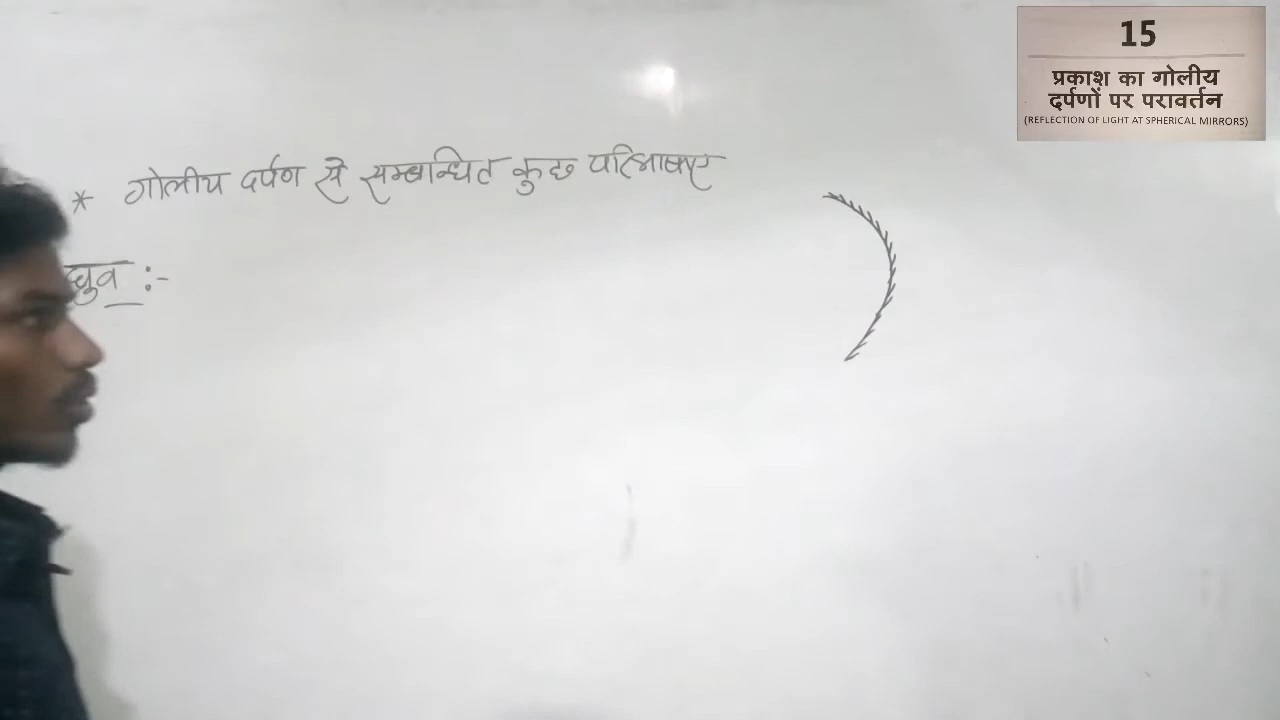 15
प्रकाश का गोलीय
दर्पणों पर परावर्तन
(REFLECTION OF LIGHT AT SPHERICAL MIRRORS)
* गोलीय दर्पण से सम्बन्धित कुछ परिभाषाए
ध्रुव :-